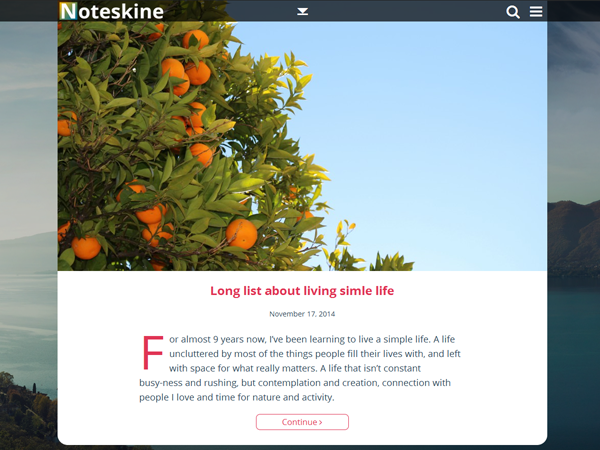 Noteskine
Long list about living simle life
November 17, 2014
For almost 9 years now, I've been learning to live a simple life. A life
uncluttered by most of the things people fill their lives with, and left
with space for what really matters. A life that isn't constant
busy-ness and rushing, but contemplation and creation, connection with
people I love and time for nature and activity.
Continue